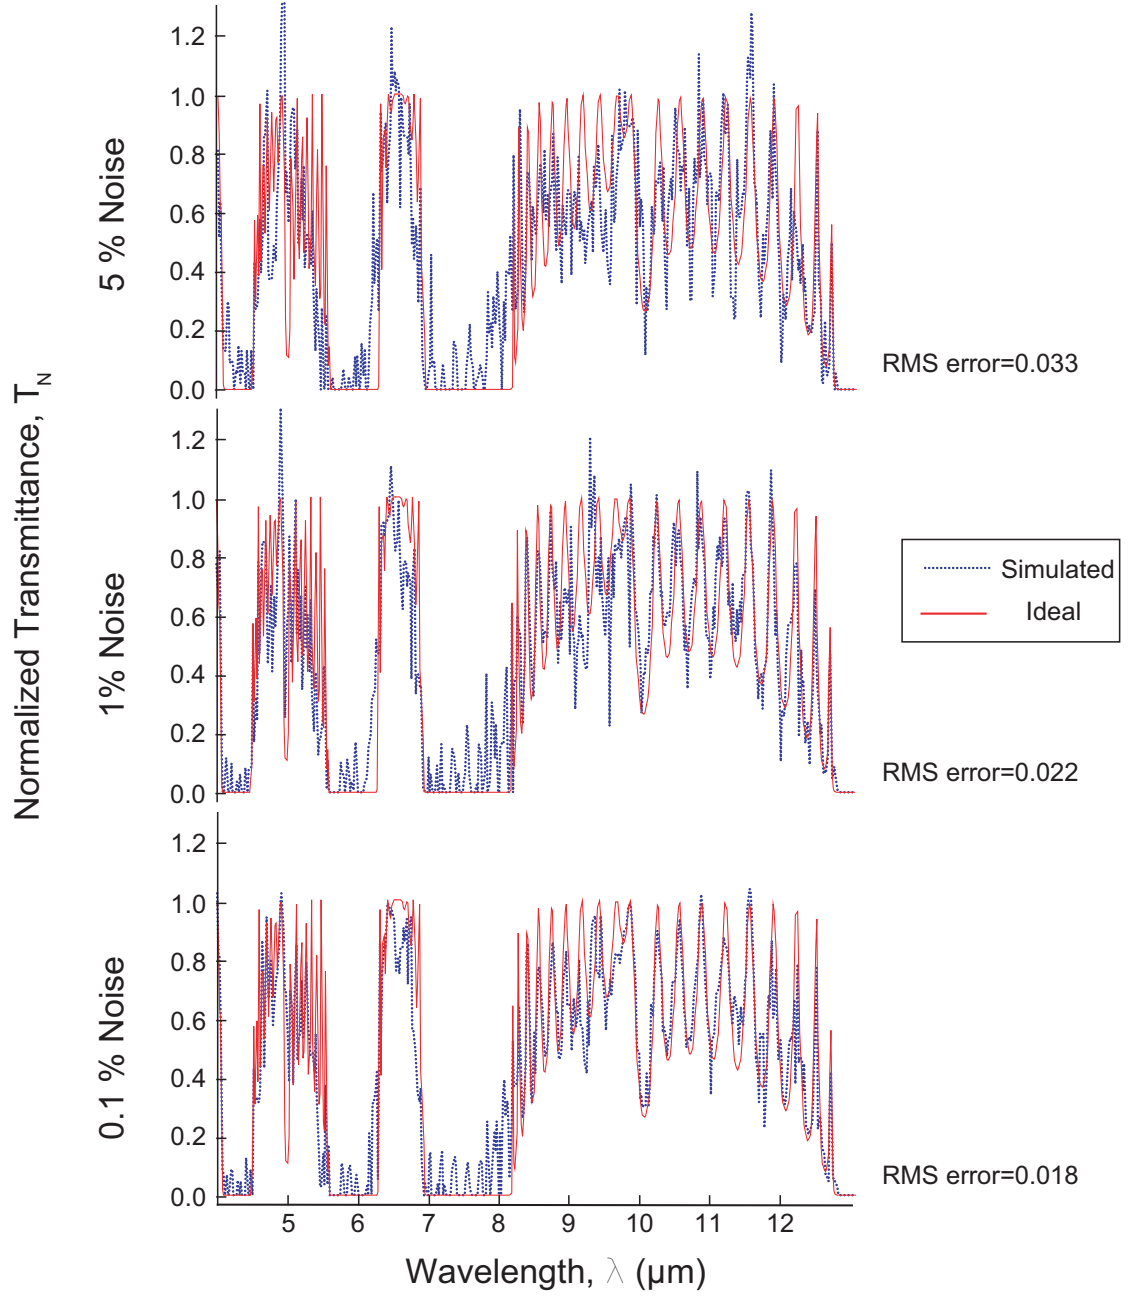 Normalized Transmittance, T_N
5 % Noise
1.2
1.0
0.8
0.6
0.4
0.2
0.0
RMS error=0.033
1% Noise
1.2
1.0
0.8
0.6
0.4
0.2
0.0
RMS error=0.022
Simulated
Ideal
0.1 % Noise
1.2
1.0
0.8
0.6
0.4
0.2
0.0
RMS error=0.018
5 6 7 8 9 10 11 12
Wavelength, λ (μm)